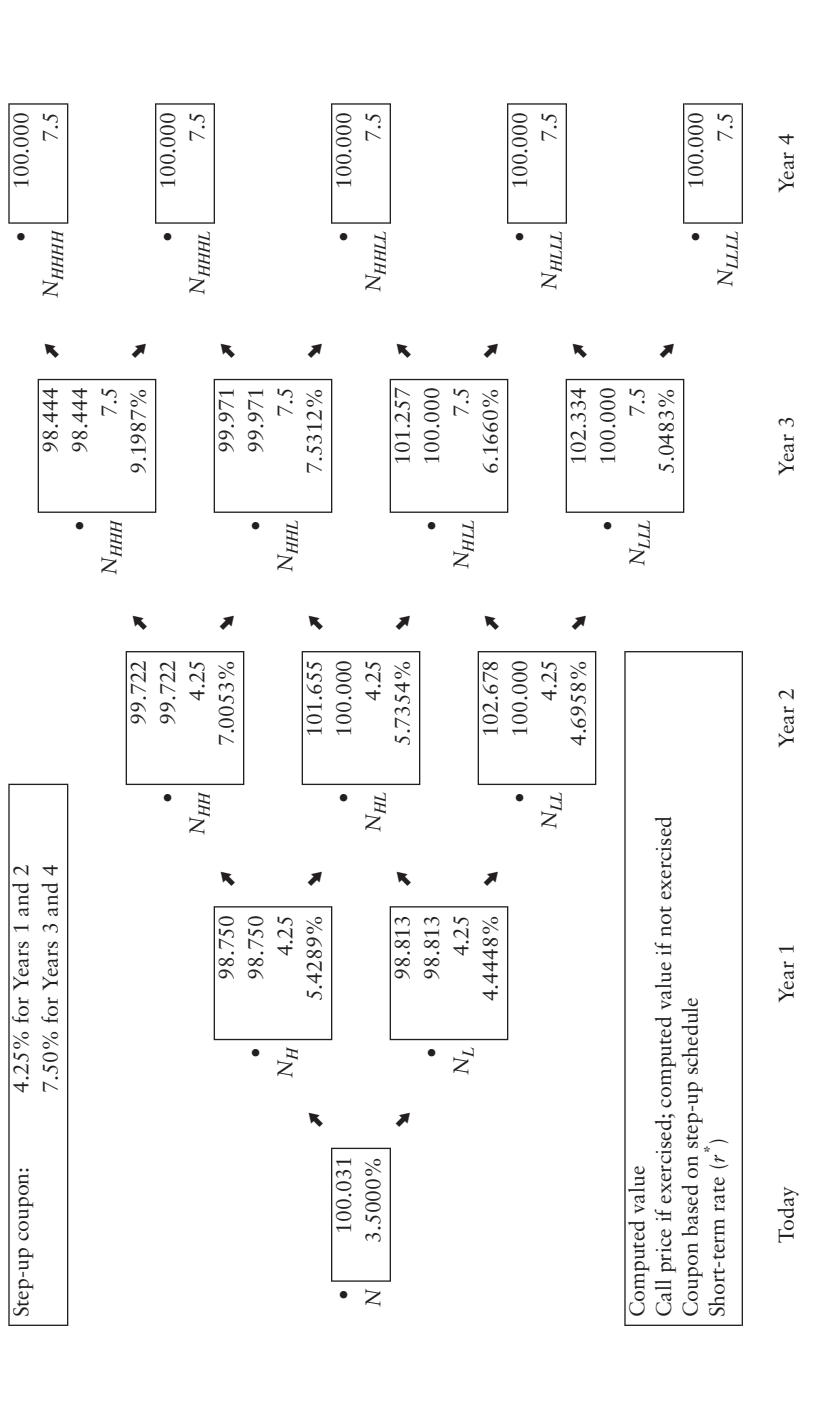 Step-up coupon: 4.25% for Years 1 and 2
7.50% for Years 3 and 4
100.031
3.5000%
N
98.750
98.750
4.25
5.4289%
N_H
98.813
98.813
4.25
4.4448%
N_L
99.722
99.722
4.25
7.0053%
N_HH
101.655
100.000
4.25
5.7354%
N_HL
102.678
100.000
4.25
4.6958%
N_LL
98.444
98.444
7.5
9.1987%
N_HHH
99.971
99.971
7.5
7.5312%
N_HHL
101.257
100.000
7.5
6.1660%
N_HLL
102.334
100.000
7.5
5.0483%
N_LLL
100.000
7.5
N_HHHH
100.000
7.5
N_HHHL
100.000
7.5
N_HHLL
100.000
7.5
N_HLLL
100.000
7.5
N_LLLL
Computed value
Call price if exercised; computed value if not exercised
Coupon based on step-up schedule
Short-term rate (r*)
Today Year 1 Year 2 Year 3 Year 4